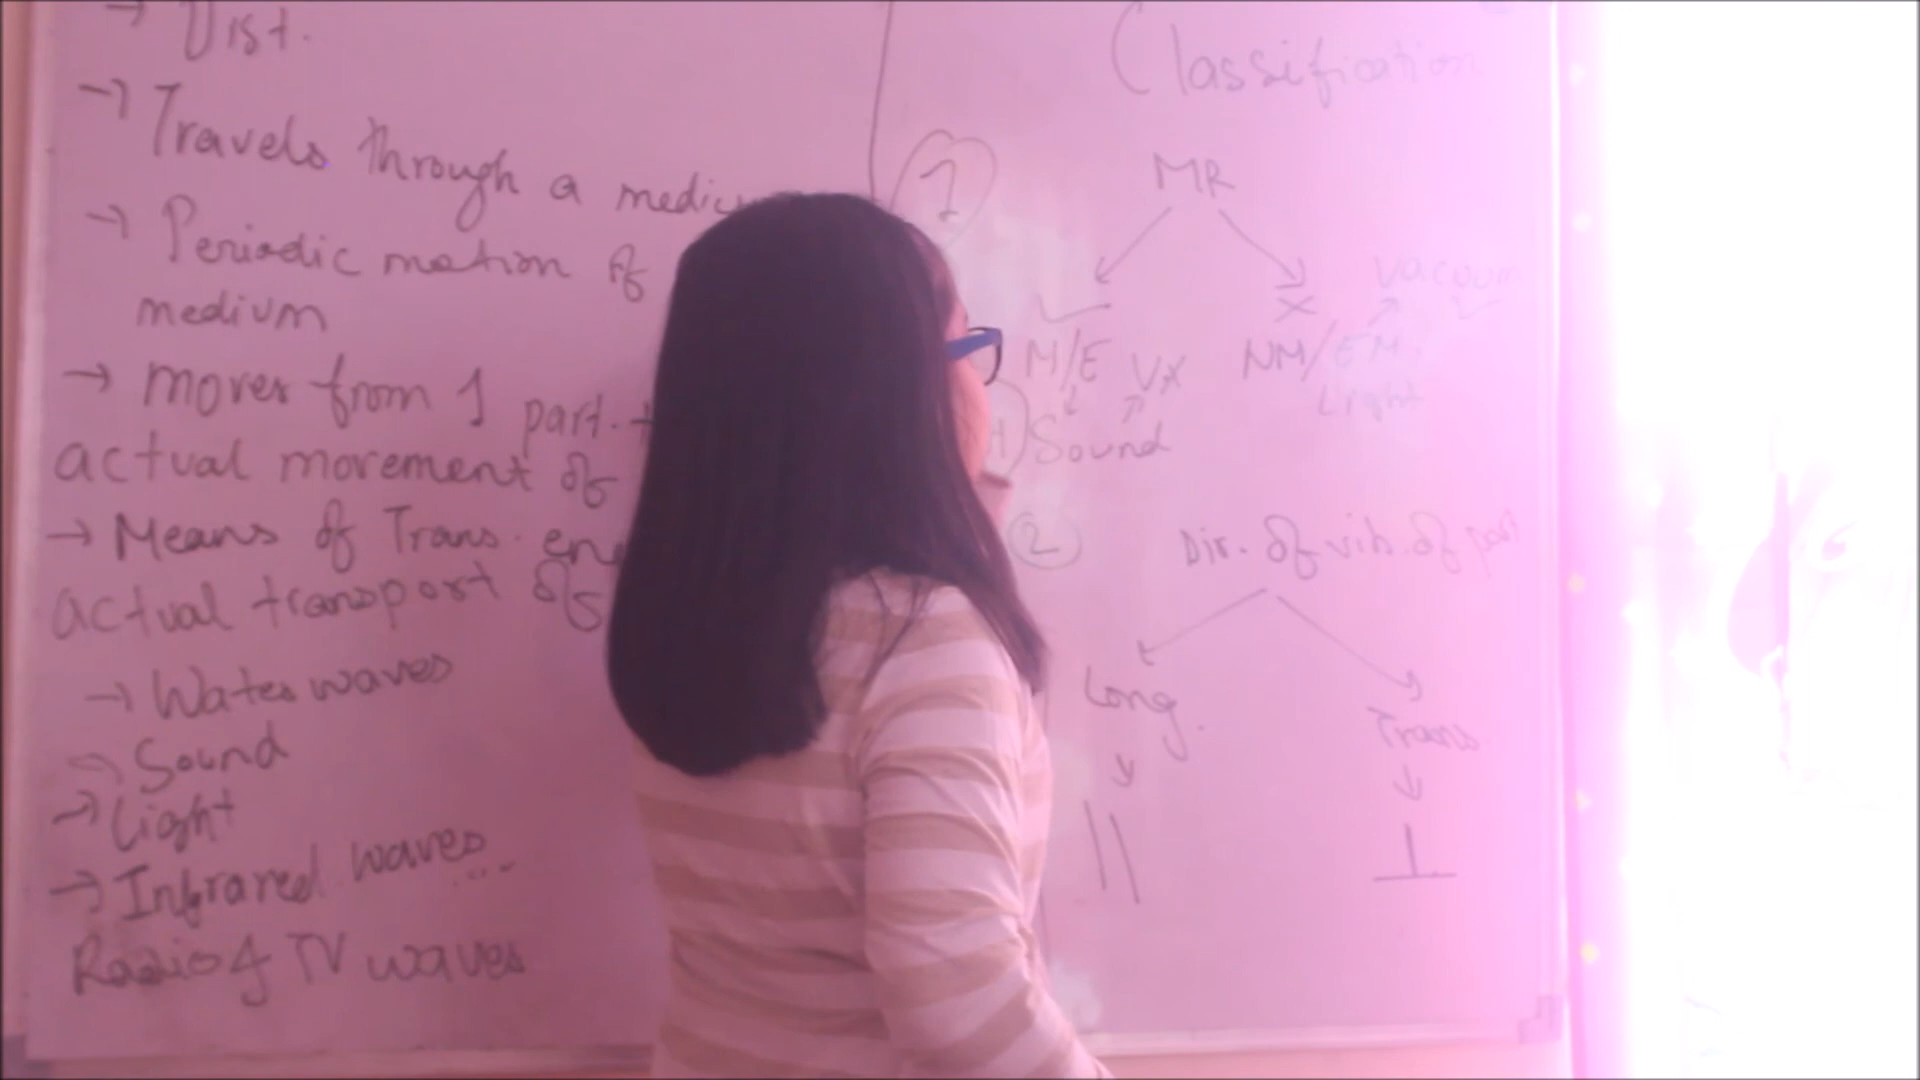 → Dist.
→ Travels through a mediu
→ Periodic motion of
medium
→ moves from 1 part. t
actual movement of
→ Means of Trans. ene
actual transport of
→ Water waves
→ Sound
→ Light
→ Infrared waves ...
Radio & TV waves
Classification
1
MR
✓ ×
M/E VX
Sound
NM/EM
Vacuum ✓
Light
2
Dir. of vib. of part
Long.
||
Trans
⊥